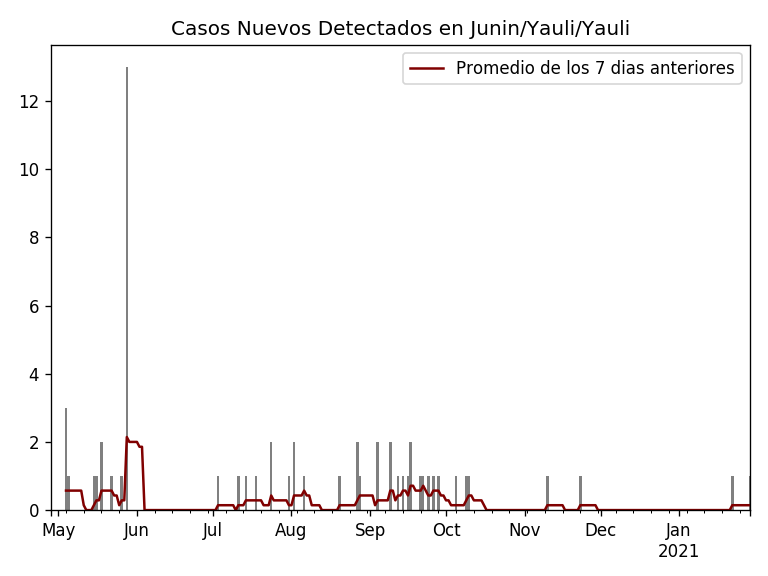 Casos Nuevos Detectados en Junin/Yauli/Yauli
Promedio de los 7 dias anteriores
12
10
8
6
4
2
0
May Jun Jul Aug Sep Oct Nov Dec Jan
2021